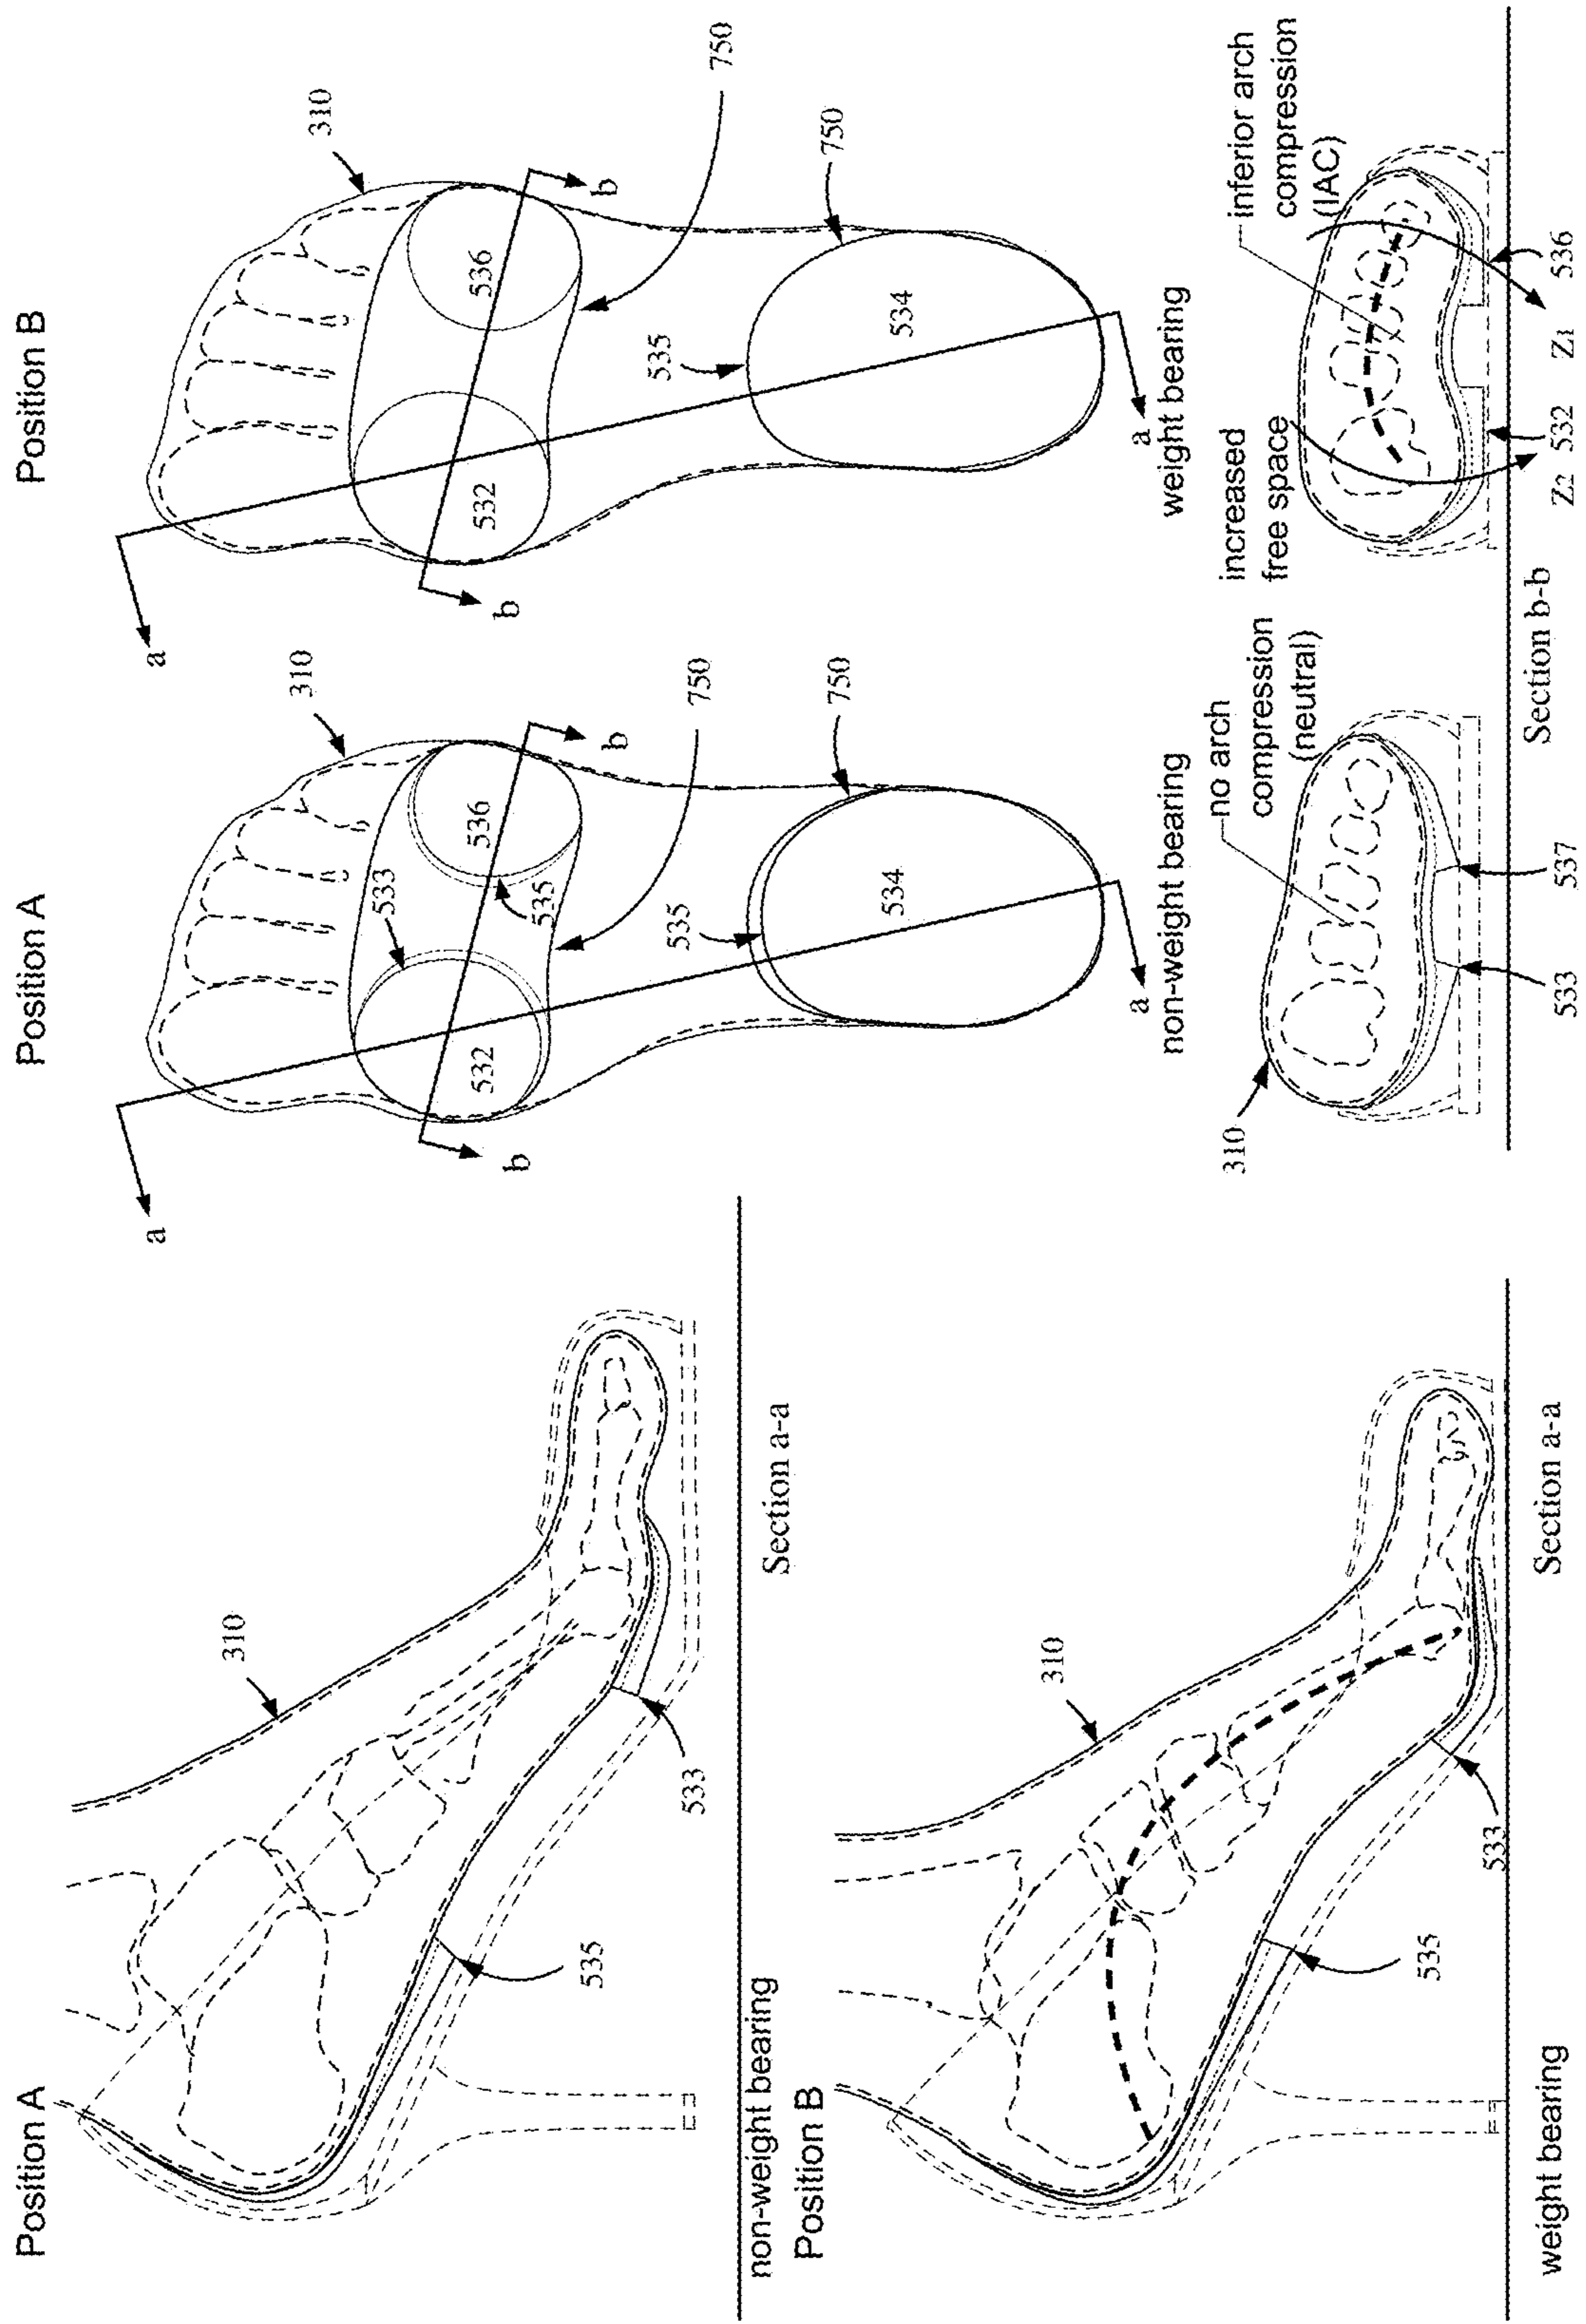 Position A
310
535
533
Section a-a
non-weight bearing
Position B
310
535
533
Section a-a
weight bearing
Position A
a
310
533
532
536
535
b
b
750
535
534
750
a
non-weight bearing
no arch
compression
(neutral)
310
533
537
Position B
a
310
532
536
b
b
750
535
534
750
a
weight bearing
increased
free space
inferior arch
compression
(IAC)
Z2
532
Z1
536
Section b-b